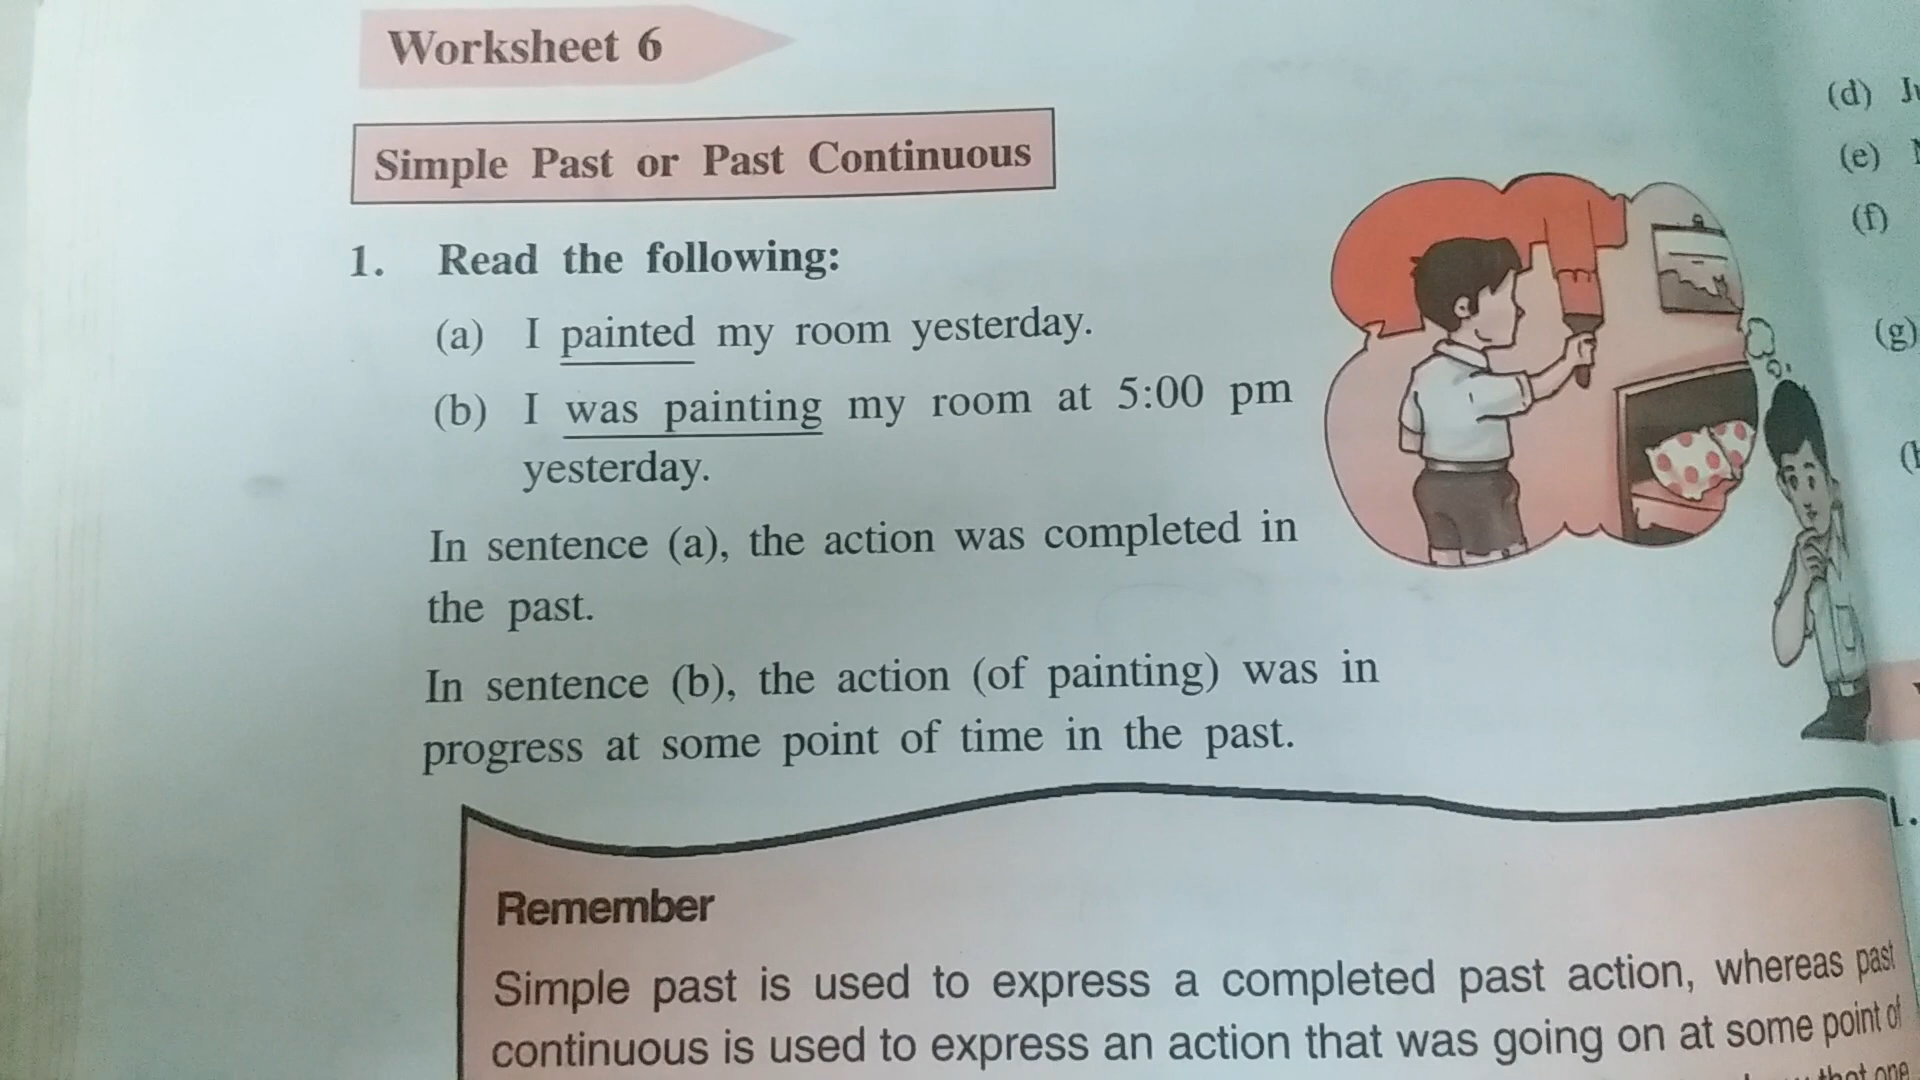 Worksheet 6
Simple Past or Past Continuous
1. Read the following:
(a) I painted my room yesterday.
(b) I was painting my room at 5:00 pm
yesterday.
In sentence (a), the action was completed in
the past.
In sentence (b), the action (of painting) was in
progress at some point of time in the past.
Remember
Simple past is used to express a completed past action, whereas past
continuous is used to express an action that was going on at some point of
that one
(d)
(e)
(f)
(g)
1.